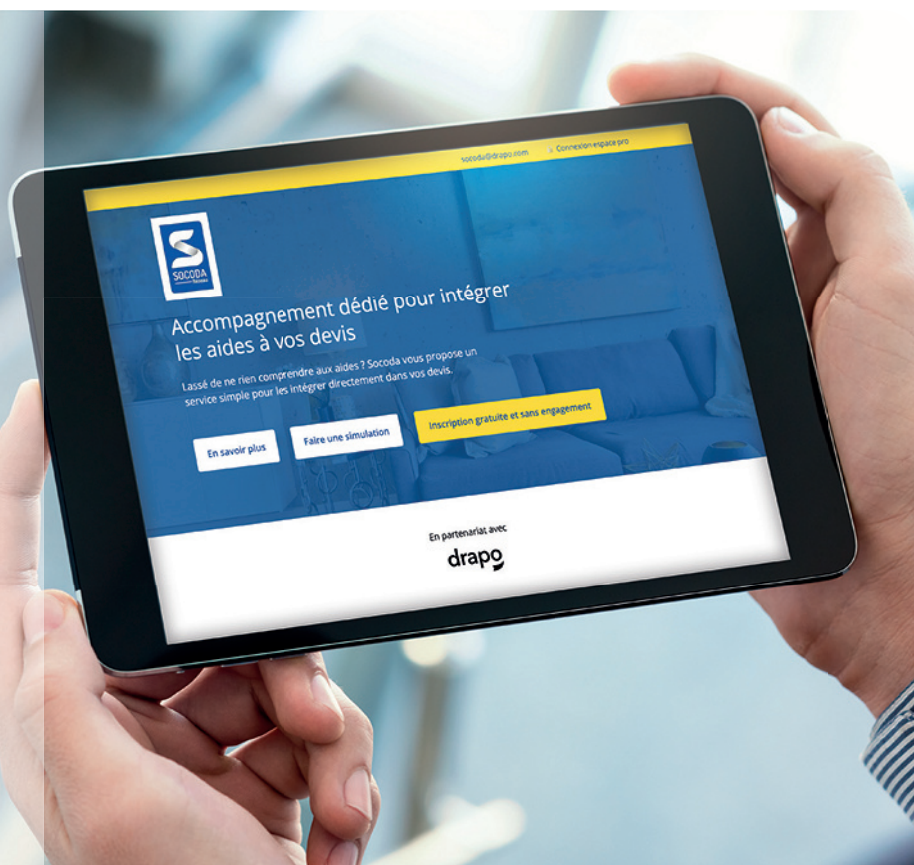 socoda@drapo.com
Connexion espace pro
SOCODA
Réseau
Accompagnement dédié pour intégrer
les aides à vos devis
Lassé de ne rien comprendre aux aides ? Socoda vous propose un
service simple pour les intégrer directement dans vos devis.
En savoir plus
Faire une simulation
Inscription gratuite et sans engagement
En partenariat avec
drapo